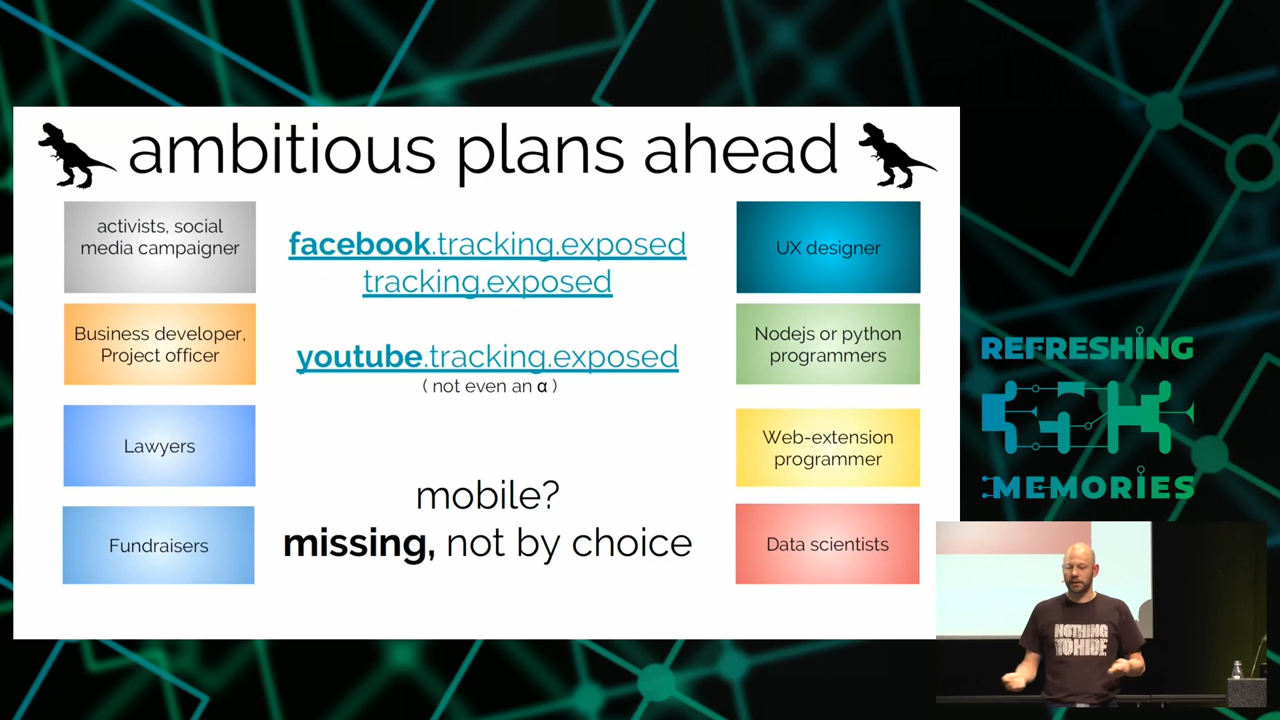 ambitious plans ahead
activists, social
media campaigner
Business developer,
Project officer
Lawyers
Fundraisers
facebook.tracking.exposed
tracking.exposed
youtube.tracking.exposed
( not even an α )
mobile?
missing, not by choice
UX designer
Nodejs or python
programmers
Web-extension
programmer
Data scientists
REFRESHING
35C3
MEMORIES
NOTHING
TO HIDE